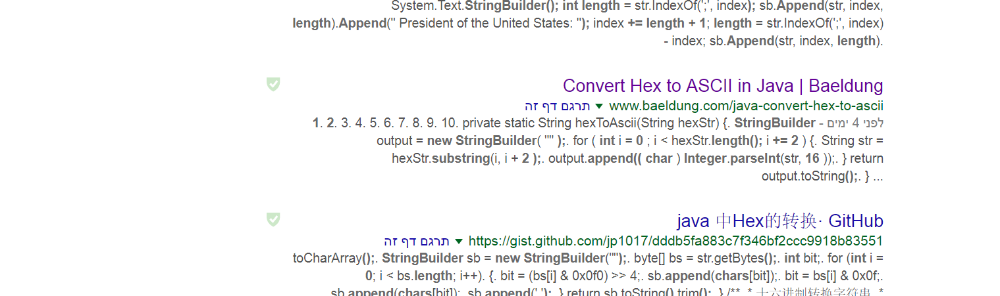 System.Text.StringBuilder(); int length = str.IndexOf(';', index); sb.Append(str, index,
length).Append(" President of the United States: "); index += length + 1; length = str.IndexOf(';', index)
- index; sb.Append(str, index, length).
Convert Hex to ASCII in Java | Baeldung
www.baeldung.com/java-convert-hex-to-ascii ▼ תרגם דף זה
לפני 4 ימים - 1. 2. 3. 4. 5. 6. 7. 8. 9. 10. private static String hexToAscii(String hexStr) {. StringBuilder
output = new StringBuilder( "" );. for ( int i = 0 ; i < hexStr.length(); i += 2 ) {. String str =
hexStr.substring(i, i + 2 );. output.append(( char ) Integer.parseInt(str, 16 ));. } return
output.toString();. } ...
java 中Hex的转换· GitHub
https://gist.github.com/jp1017/dddb5fa883c7f346bf2ccc9918b83551 ▼ תרגם דף זה
toCharArray();. StringBuilder sb = new StringBuilder("");. byte[] bs = str.getBytes();. int bit;. for (int i =
0; i < bs.length; i++). {. bit = (bs[i] & 0x0f0) >> 4;. sb.append(chars[bit]);. bit = bs[i] & 0x0f;.
sb.append(chars[bit]);. sb.append(' ');. } return sb.toString().trim();. } /**. * 十六进制转换字符串. *